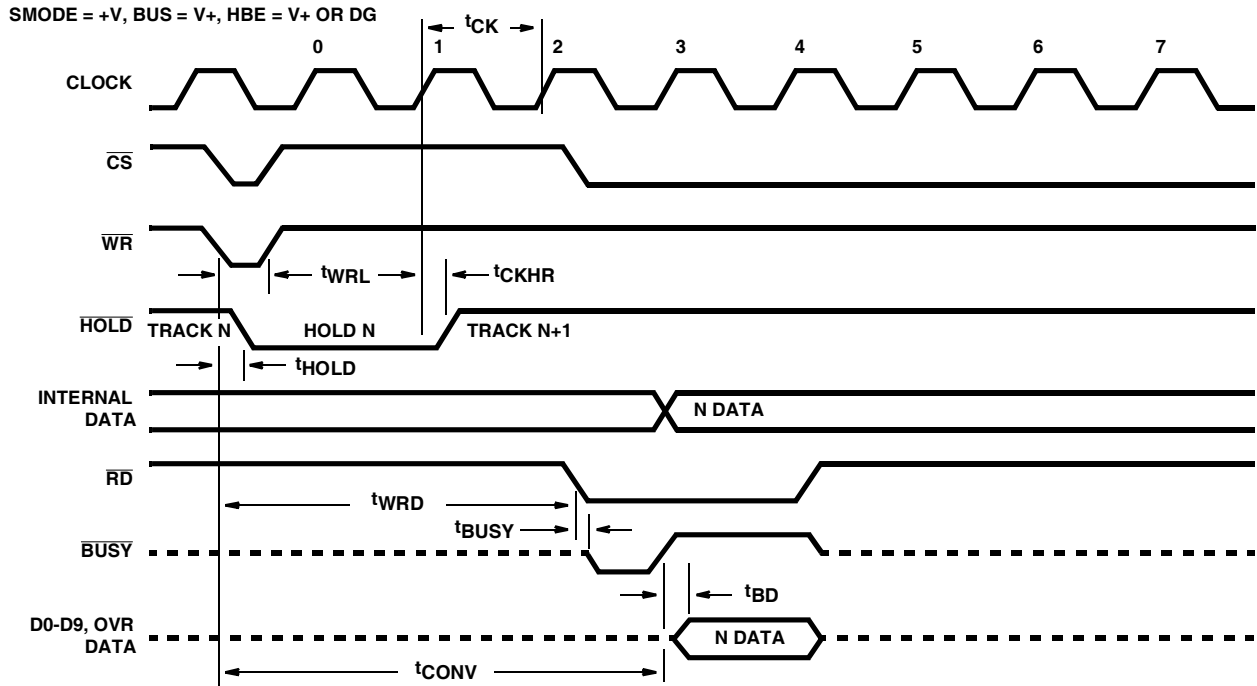 SMODE = +V, BUS = V+, HBE = V+ OR DG
tCK
0 1 2 3 4 5 6 7
CLOCK
CS
WR
tWRL
tCKHR
HOLD
TRACK N
HOLD N
TRACK N+1
tHOLD
INTERNAL
DATA
N DATA
RD
tWRD
tBUSY
BUSY
tBD
D0-D9, OVR
DATA
N DATA
tCONV